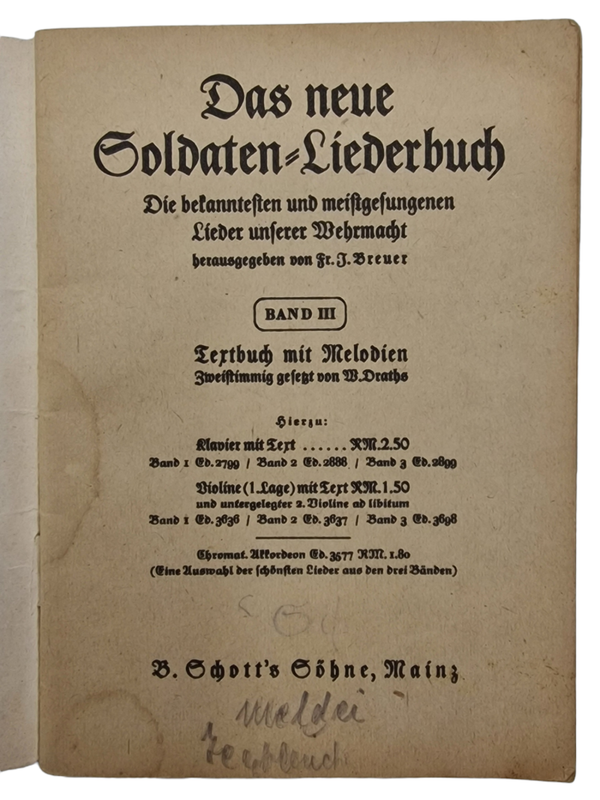 Das neue
Soldaten-Liederbuch
Die bekanntesten und meistgesungenen
Lieder unserer Wehrmacht
herausgegeben von Fr. J. Breuer
BAND III
Textbuch mit Melodien
Zweistimmig gesetzt von W. Draths
Hierzu:
Klavier mit Text ...... RM. 2.50
Band 1 Ed. 2799 / Band 2 Ed. 2888 / Band 3 Ed. 2899
Violine (1. Lage) mit Text RM. 1.50
und untergelegter 2. Violine ad libitum
Band 1 Ed. 3636 / Band 2 Ed. 3637 / Band 3 Ed. 3698
Chromat. Akkordeon Ed. 3577 RM. 1.80
(Eine Auswahl der schönsten Lieder aus den drei Bänden)
B. Schott's Söhne, Mainz